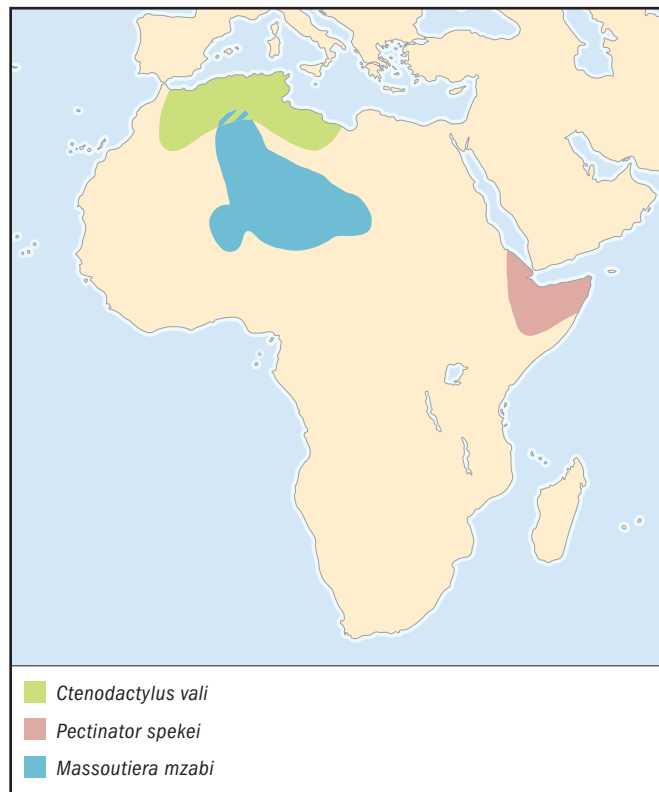 Ctenodactylus vali
Pectinator spekei
Massoutiera mzabi